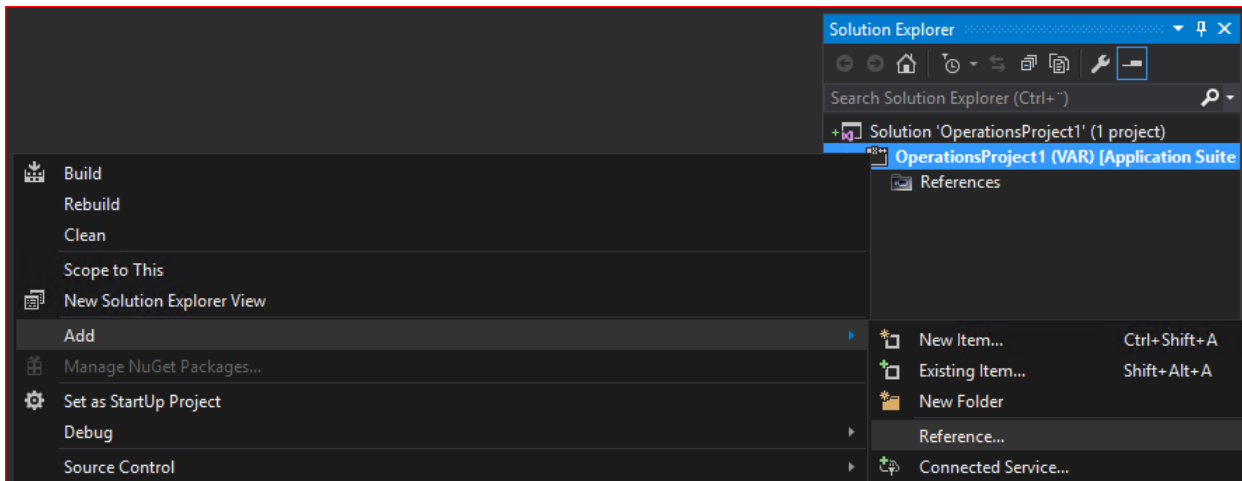 Solution Explorer
Search Solution Explorer (Ctrl+¨)
Solution 'OperationsProject1' (1 project)
OperationsProject1 (VAR) [Application Suite
References
Build
Rebuild
Clean
Scope to This
New Solution Explorer View
Add
Manage NuGet Packages...
Set as StartUp Project
Debug
Source Control
New Item... Ctrl+Shift+A
Existing Item... Shift+Alt+A
New Folder
Reference...
Connected Service...